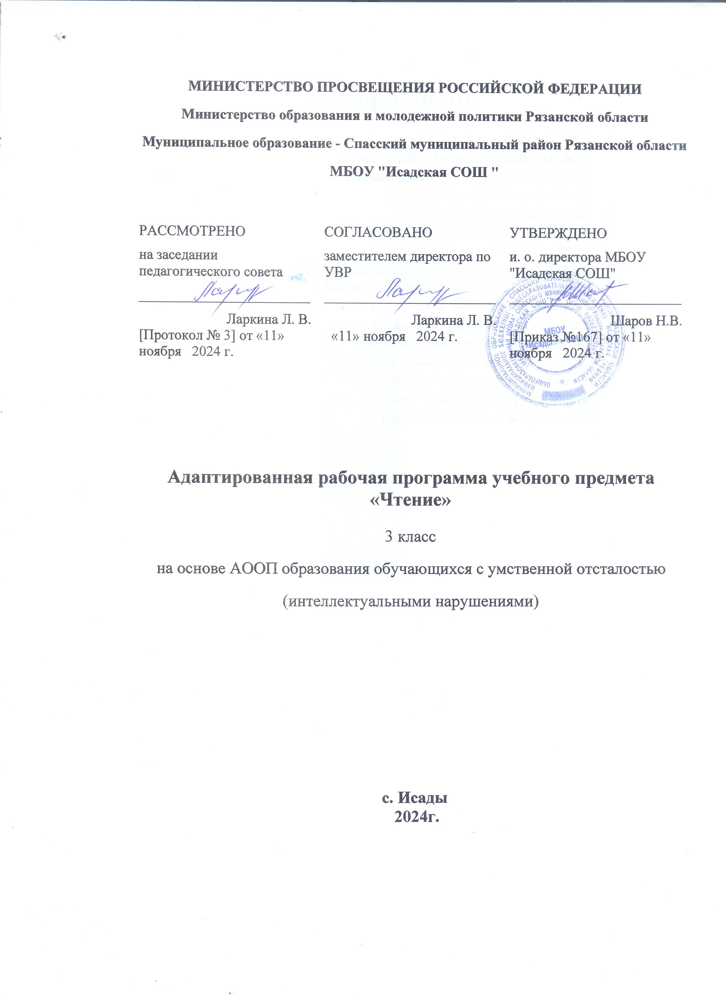 МИНИСТЕРСТВО ПРОСВЕЩЕНИЯ РОССИЙСКОЙ ФЕДЕРАЦИИ
Министерство образования и молодежной политики Рязанской области
Муниципальное образование - Спасский муниципальный район Рязанской области
МБОУ "Исадская СОШ "
РАССМОТРЕНО
на заседании
педагогического совета
Ларкина Л. В.
[Протокол № 3] от «11»
ноября 2024 г.
СОГЛАСОВАНО
заместителем директора по
УВР
Ларкина Л. В.
«11» ноября 2024 г.
УТВЕРЖДЕНО
и. о. директора МБОУ
"Исадская СОШ"
Шаров Н.В.
[Приказ №167] от «11»
ноября 2024 г.
МБОУ
«Исадская СОШ»
Адаптированная рабочая программа учебного предмета
«Чтение»
3 класс
на основе АООП образования обучающихся с умственной отсталостью
(интеллектуальными нарушениями)
с. Исады
2024г.